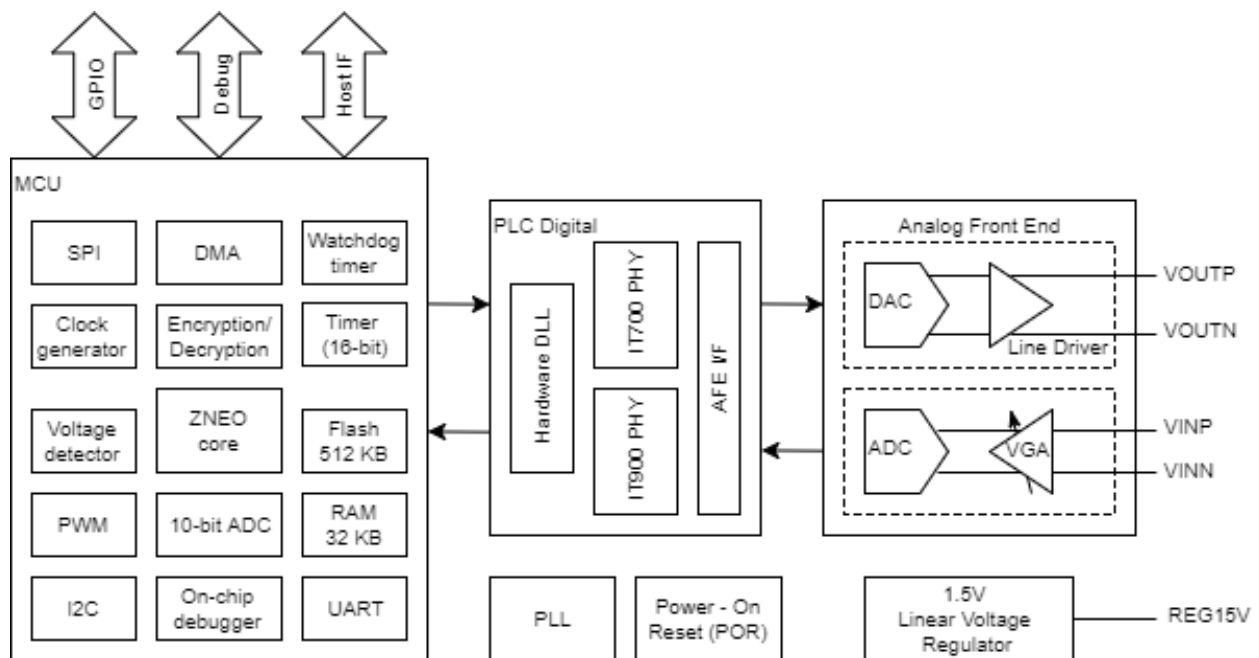 GPIO
Debug
Host IF
MCU
SPI
DMA
Watchdog
timer
Clock
generator
Encryption/
Decryption
Timer
(16-bit)
Voltage
detector
ZNEO
core
Flash
512 KB
PWM
10-bit ADC
RAM
32 KB
I2C
On-chip
debugger
UART
PLC Digital
Hardware DLL
IT700 PHY
IT900 PHY
AFE I/F
Analog Front End
DAC
Line Driver
ADC
VGA
VOUTP
VOUTN
VINP
VINN
PLL
Power - On
Reset (POR)
1.5V
Linear Voltage
Regulator
REG15V